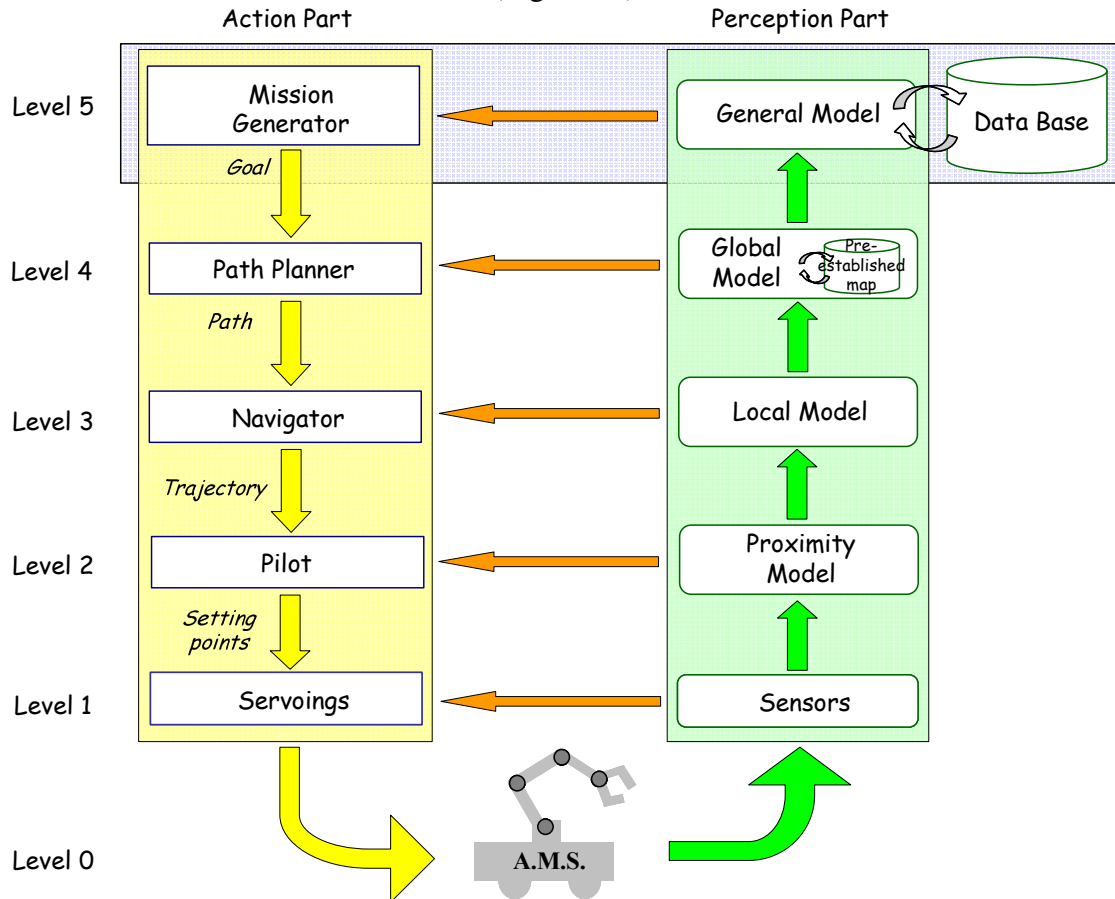 Action Part
Perception Part
Level 5
Mission
Generator
General Model
Data Base
Goal
Level 4
Path Planner
Global
Model
Pre-
established
map
Path
Level 3
Navigator
Local Model
Trajectory
Level 2
Pilot
Proximity
Model
Setting
points
Level 1
Servoings
Sensors
Level 0
A.M.S.